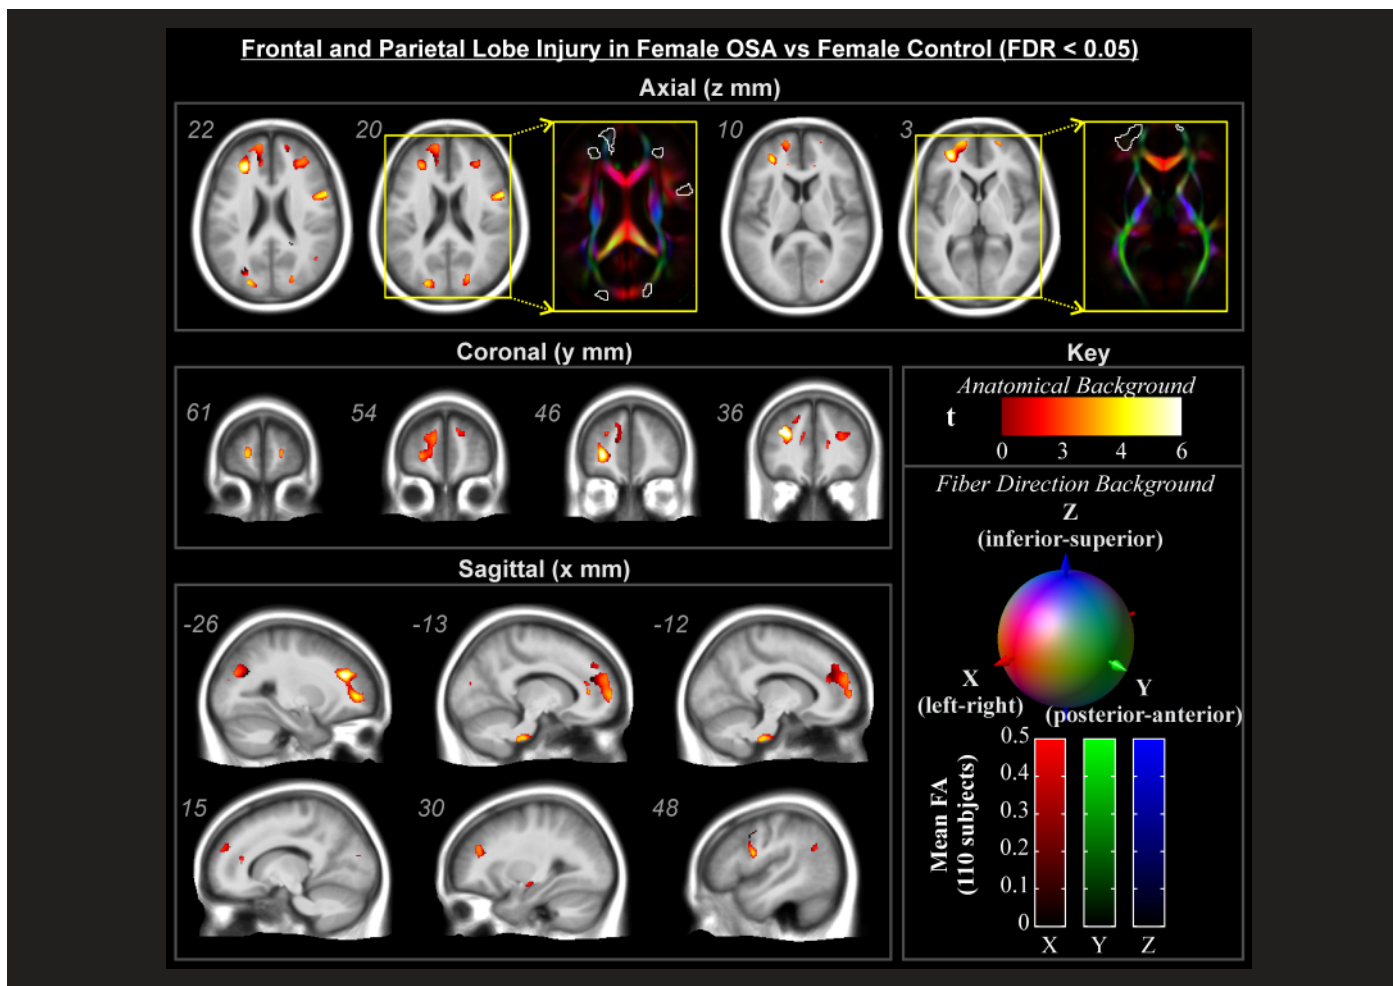 Frontal and Parietal Lobe Injury in Female OSA vs Female Control (FDR < 0.05)
Axial (z mm)
22
20
10
3
Coronal (y mm)
61
54
46
36
Sagittal (x mm)
-26
-13
-12
15
30
48
Key
Anatomical Background
t
0 3 4 6
Fiber Direction Background
Z
(inferior-superior)
X
(left-right)
Y
(posterior-anterior)
Mean FA
(110 subjects)
0.5
0.4
0.3
0.2
0.1
0
X Y Z